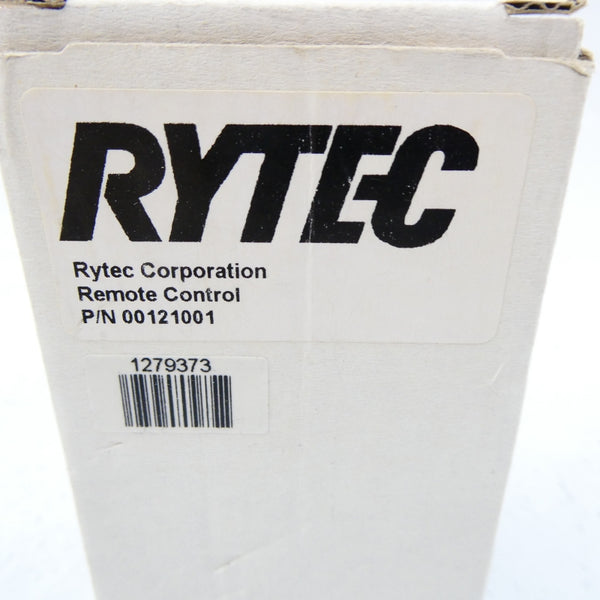 RYTEC
Rytec Corporation
Remote Control
P/N 00121001
1279373